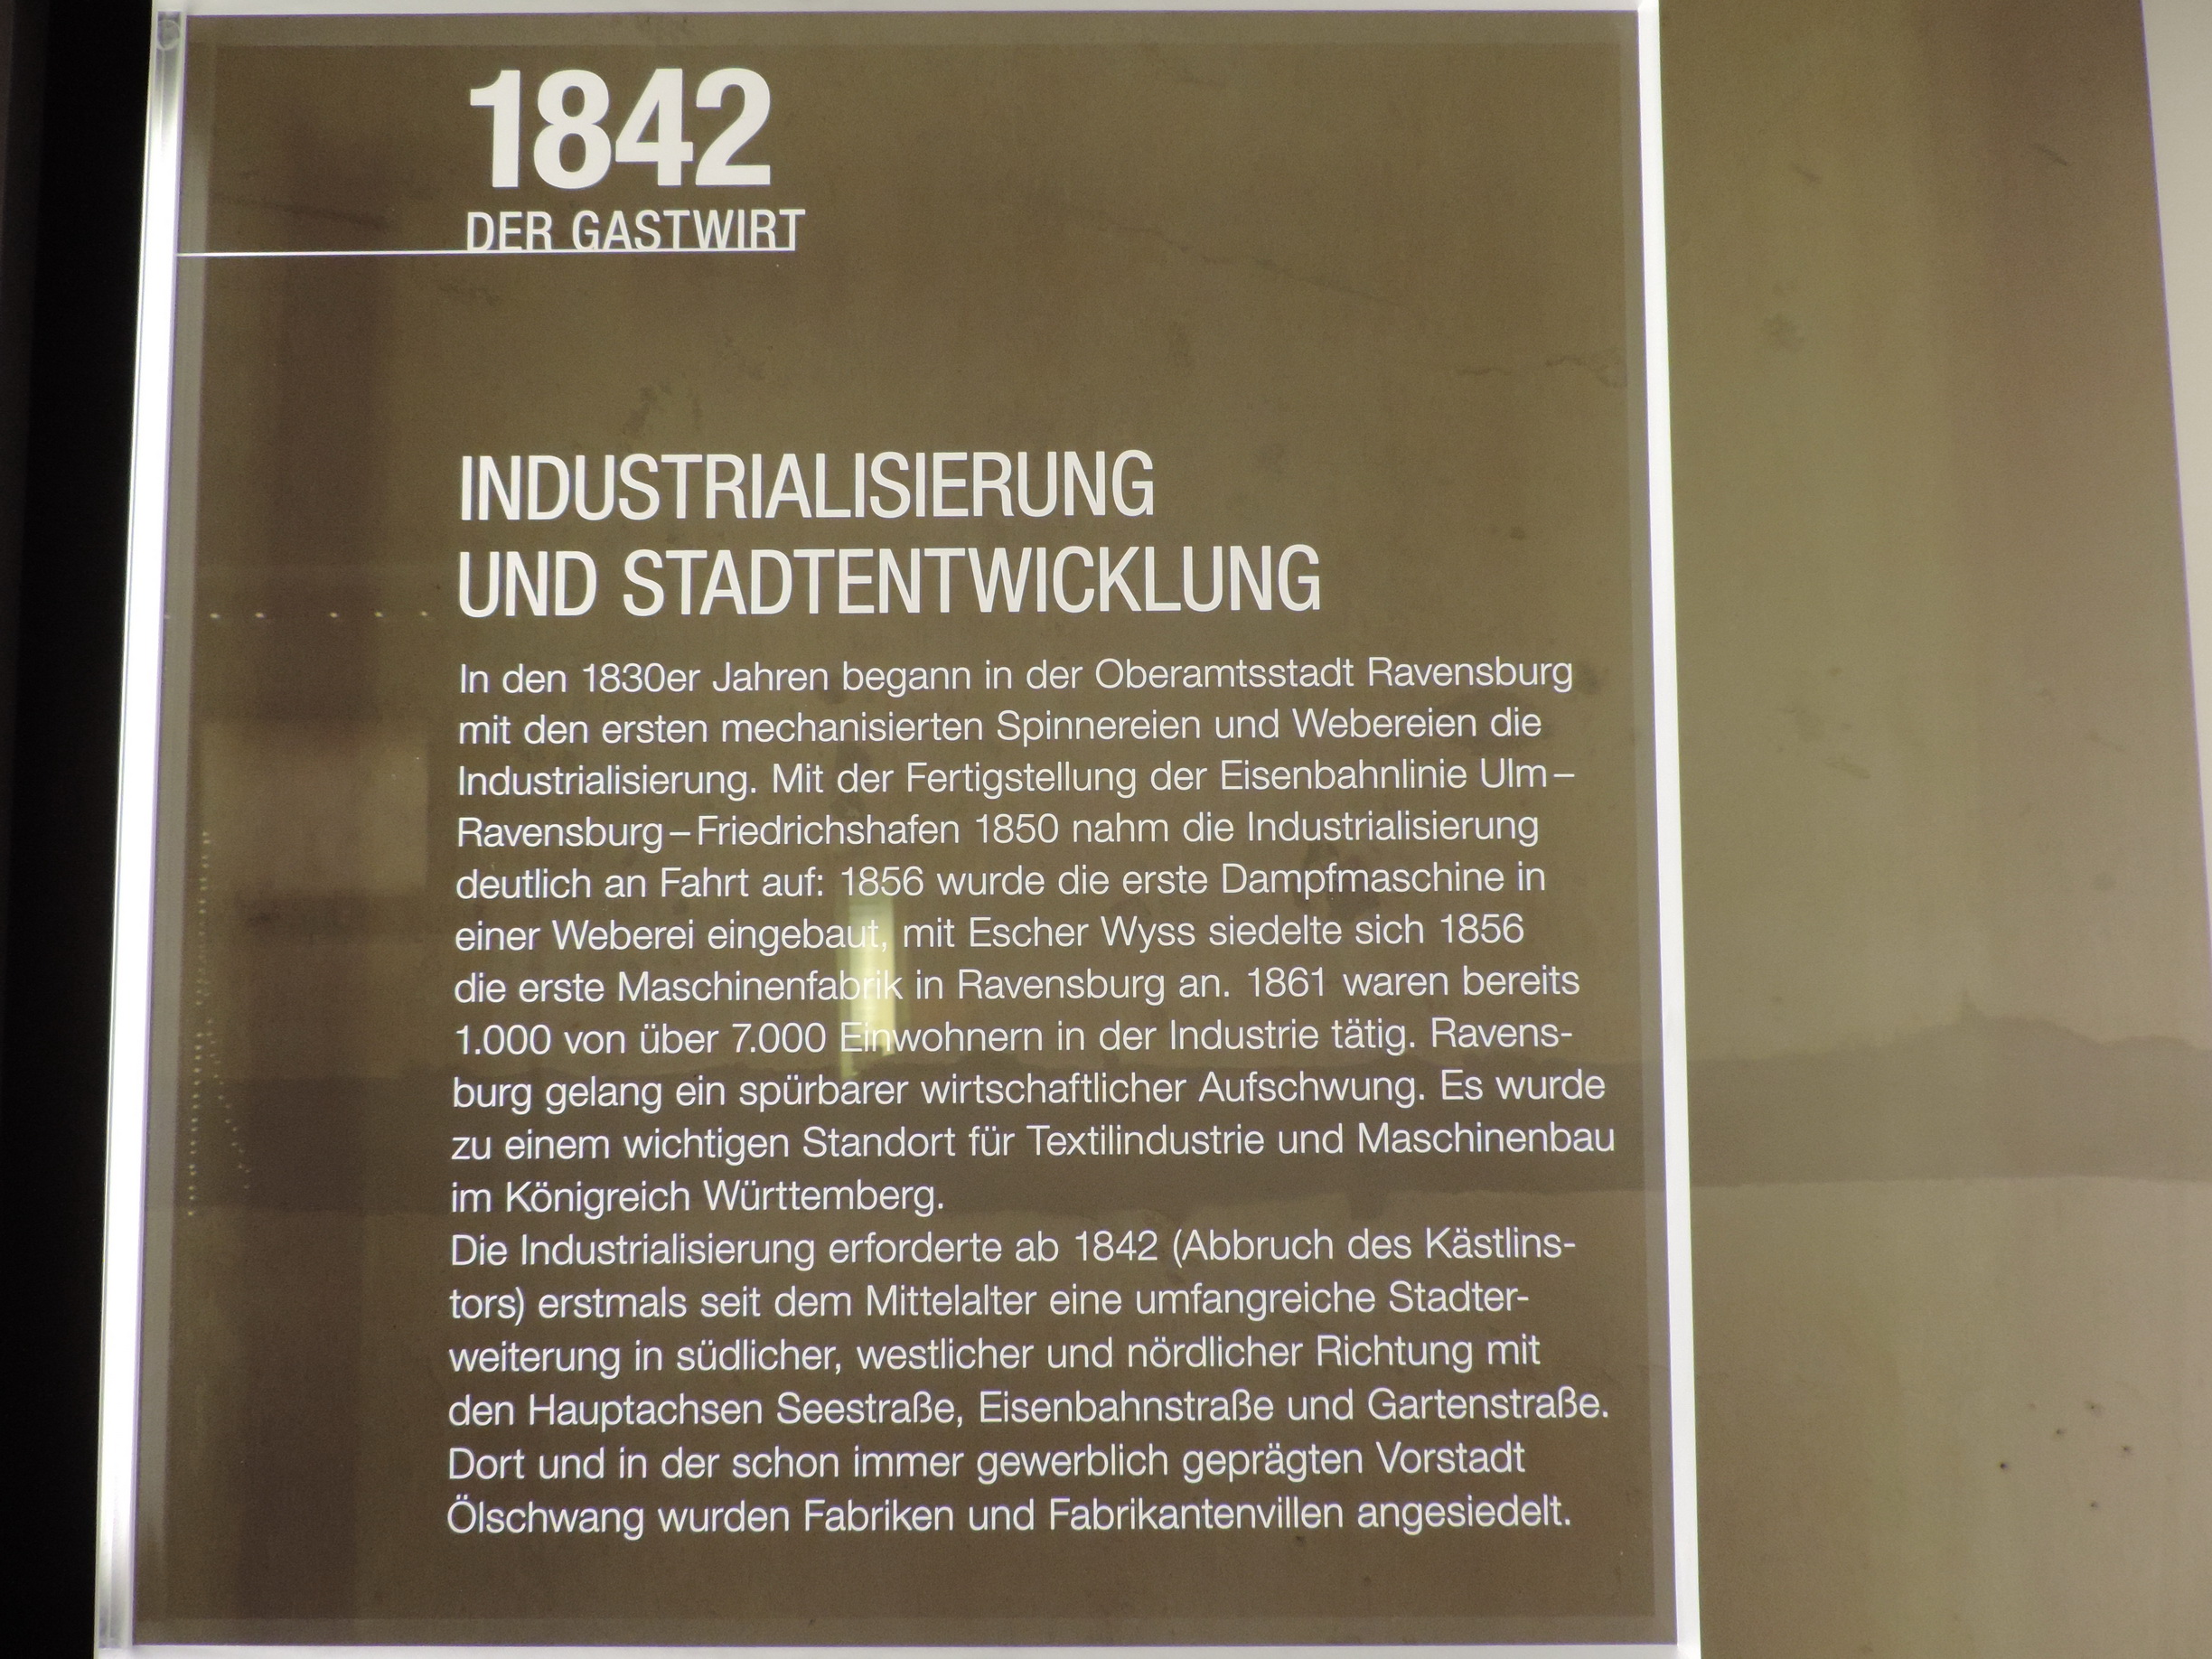 1842
DER GASTWIRT
INDUSTRIALISIERUNG
UND STADTENTWICKLUNG
In den 1830er Jahren begann in der Oberamtsstadt Ravensburg
mit den ersten mechanisierten Spinnereien und Webereien die
Industrialisierung. Mit der Fertigstellung der Eisenbahnlinie Ulm–
Ravensburg–Friedrichshafen 1850 nahm die Industrialisierung
deutlich an Fahrt auf: 1856 wurde die erste Dampfmaschine in
einer Weberei eingebaut, mit Escher Wyss siedelte sich 1856
die erste Maschinenfabrik in Ravensburg an. 1861 waren bereits
1.000 von über 7.000 Einwohnern in der Industrie tätig. Ravens-
burg gelang ein spürbarer wirtschaftlicher Aufschwung. Es wurde
zu einem wichtigen Standort für Textilindustrie und Maschinenbau
im Königreich Württemberg.
Die Industrialisierung erforderte ab 1842 (Abbruch des Kästlins-
tors) erstmals seit dem Mittelalter eine umfangreiche Stadter-
weiterung in südlicher, westlicher und nördlicher Richtung mit
den Hauptachsen Seestraße, Eisenbahnstraße und Gartenstraße.
Dort und in der schon immer gewerblich geprägten Vorstadt
Ölschwang wurden Fabriken und Fabrikantenvillen angesiedelt.